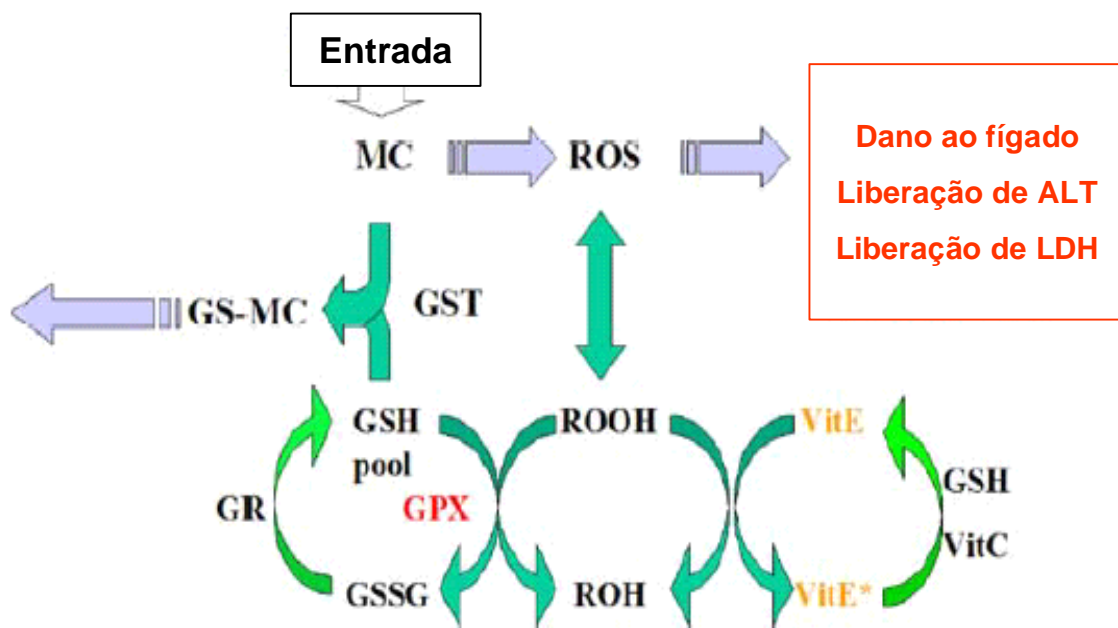 Entrada
MC
ROS
Dano ao fígado
Liberação de ALT
Liberação de LDH
GS-MC
GST
GSH
pool
ROOH
VitE
GR
GPX
GSH
VitC
GSSG
ROH
VitE*